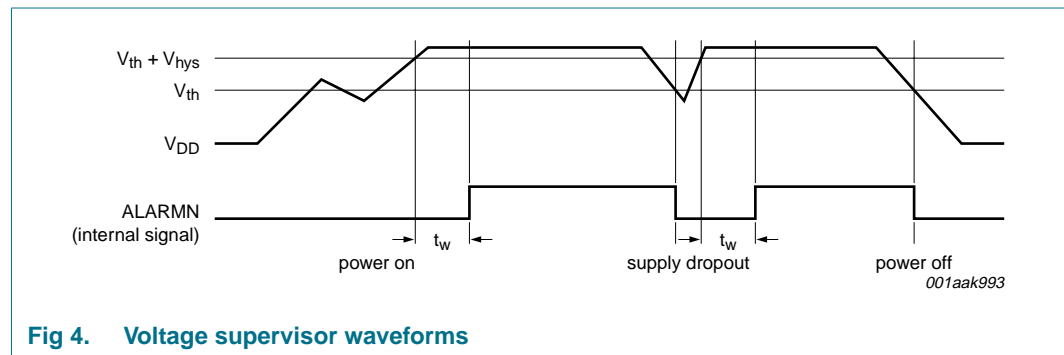 Vth + Vhys
Vth
VDD
ALARMN
(internal signal)
tw
tw
power on
supply dropout
power off
001aak993
Fig 4. Voltage supervisor waveforms